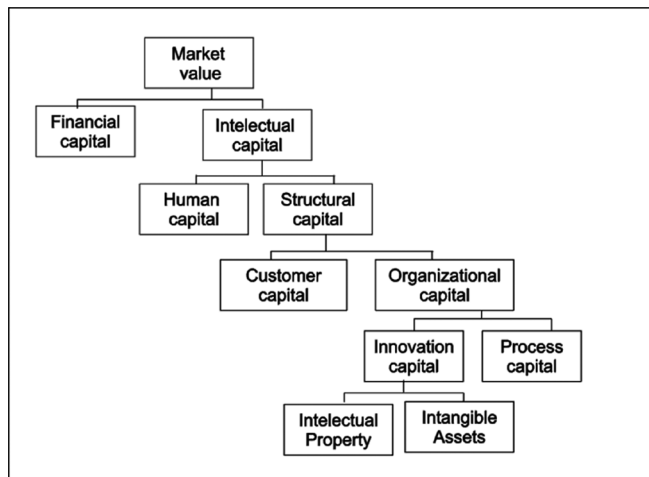 Market
value
Financial
capital
Intelectual
capital
Human
capital
Structural
capital
Customer
capital
Organizational
capital
Innovation
capital
Process
capital
Intelectual
Property
Intangible
Assets